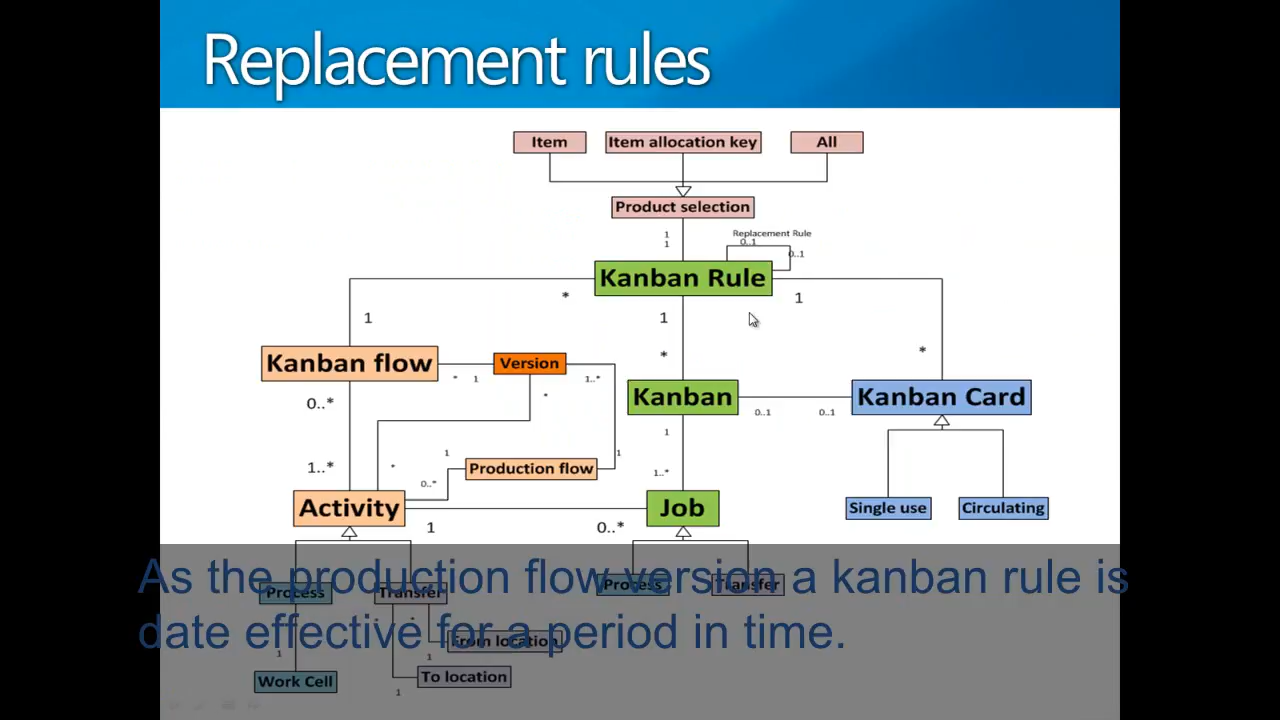 Replacement rules
Item
Item allocation key
All
Product selection
1
1
Replacement Rule
0..1
0..1
Kanban Rule
*
1
1
1
*
*
Kanban flow
*
1
Version
1..*
*
Kanban
0..1
0..1
Kanban Card
0..*
1..*
*
1
0..*
Production flow
1
1
1..*
Activity
1
0..*
Job
Single use
Circulating
As the production flow version a kanban rule is
date effective for a period in time.
Process
Transfer
Process
Transfer
*
*
From location
1
1
To location
1
Work Cell